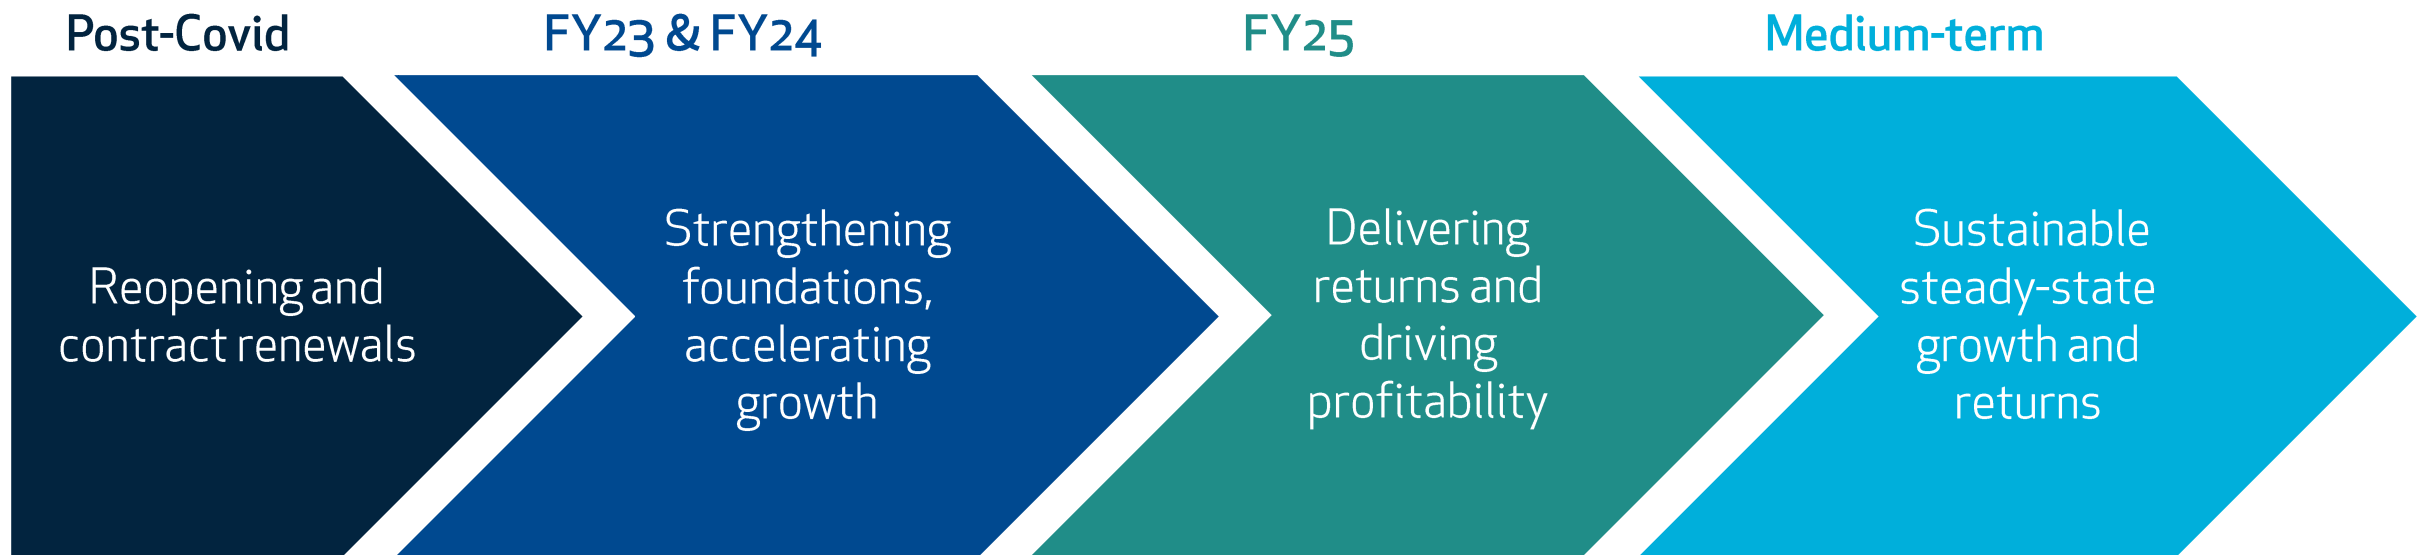 Post-Covid
Reopening and
contract renewals
FY23 & FY24
Strengthening
foundations,
accelerating
growth
FY25
Delivering
returns and
driving
profitability
Medium-term
Sustainable
steady-state
growth and
returns